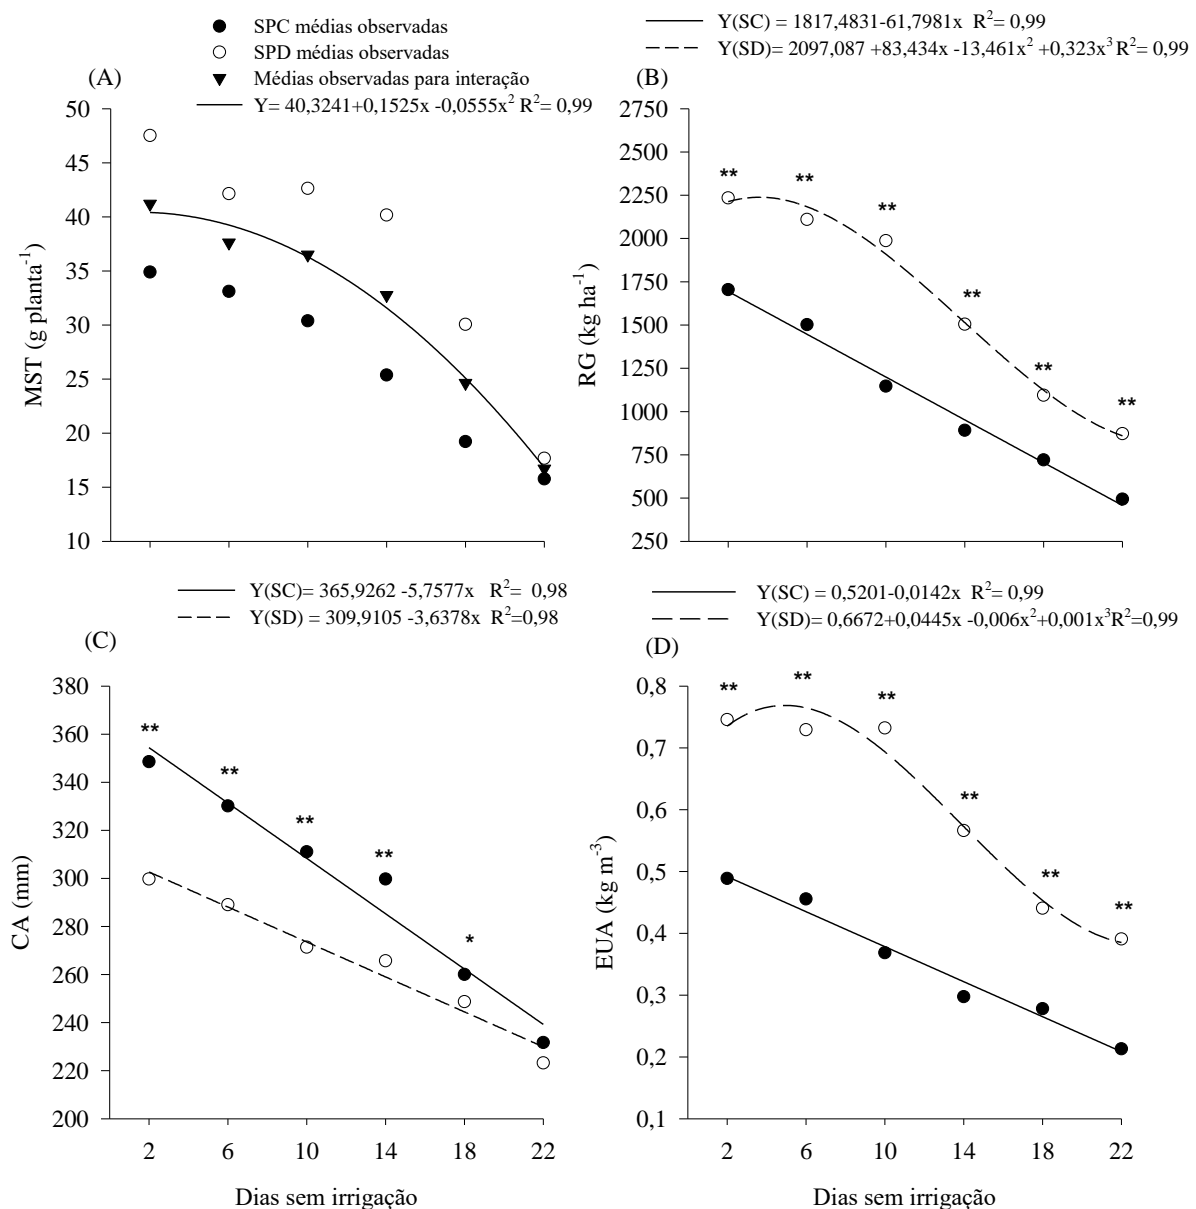 SPC médias observadas
SPD médias observadas
Médias observadas para interação
Y= 40,3241+0,1525x -0,0555x² R²= 0,99
Y(SC) = 1817,4831-61,7981x R²= 0,99
Y(SD)= 2097,087 +83,434x -13,461x² +0,323x³ R²= 0,99
(A)
50
45
40
35
30
25
20
15
10
MST (g planta⁻¹)
(B)
2750
2500
2250
2000
1750
1500
1250
1000
750
500
250
RG (kg ha⁻¹)
** ** ** ** ** **
Y(SC)= 365,9262 -5,7577x R²= 0,98
Y(SD) = 309,9105 -3,6378x R²=0,98
(C)
380
360
340
320
300
280
260
240
220
200
CA (mm)
** ** ** ** *
2 6 10 14 18 22
Dias sem irrigação
Y(SC) = 0,5201-0,0142x R²= 0,99
Y(SD)= 0,6672+0,0445x -0,006x²+0,001x³R²=0,99
(D)
0,8
0,7
0,6
0,5
0,4
0,3
0,2
0,1
EUA (kg m⁻³)
** ** ** ** ** **
2 6 10 14 18 22
Dias sem irrigação